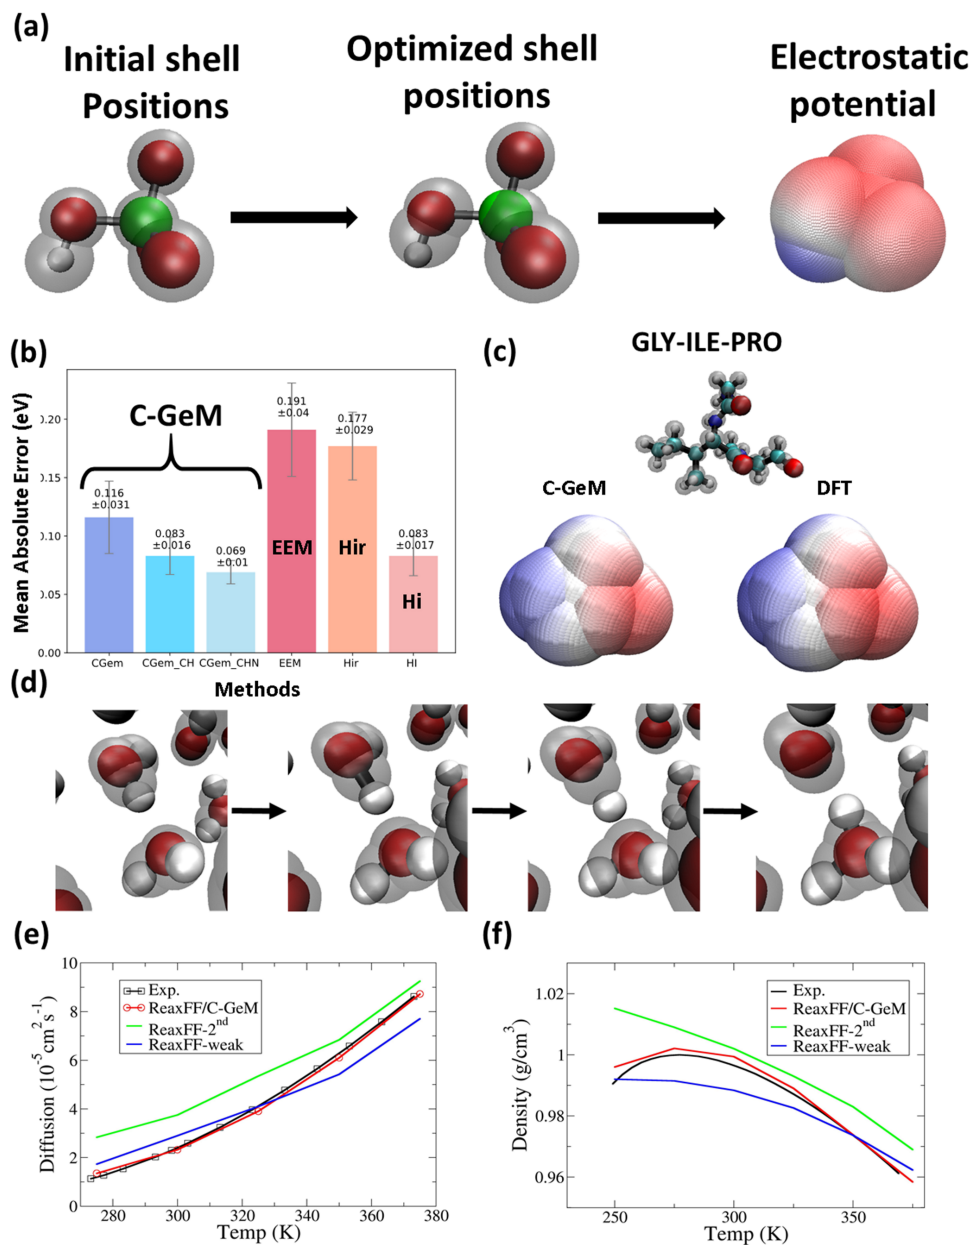 (a)
Initial shell
Positions
Optimized shell
positions
Electrostatic
potential
(b)
Mean Absolute Error (eV)
0.20
0.15
0.10
0.05
0.00
C-GeM
0.116
±0.031
0.083
±0.016
0.069
±0.01
0.191
±0.04
0.177
±0.029
0.083
±0.017
EEM
Hir
Hi
CGem
CGem_CH
CGem_CHN
EEM
Hir
HI
Methods
(c)
GLY-ILE-PRO
C-GeM
DFT
(d)
(e)
Diffusion (10⁻⁵ cm² s⁻¹)
10
8
6
4
2
0
Exp.
ReaxFF/C-GeM
ReaxFF-2ⁿᵈ
ReaxFF-weak
280
300
320
340
360
380
Temp (K)
(f)
Density (g/cm³)
1.02
1
0.98
0.96
Exp.
ReaxFF/C-GeM
ReaxFF-2ⁿᵈ
ReaxFF-weak
250
300
350
Temp (K)